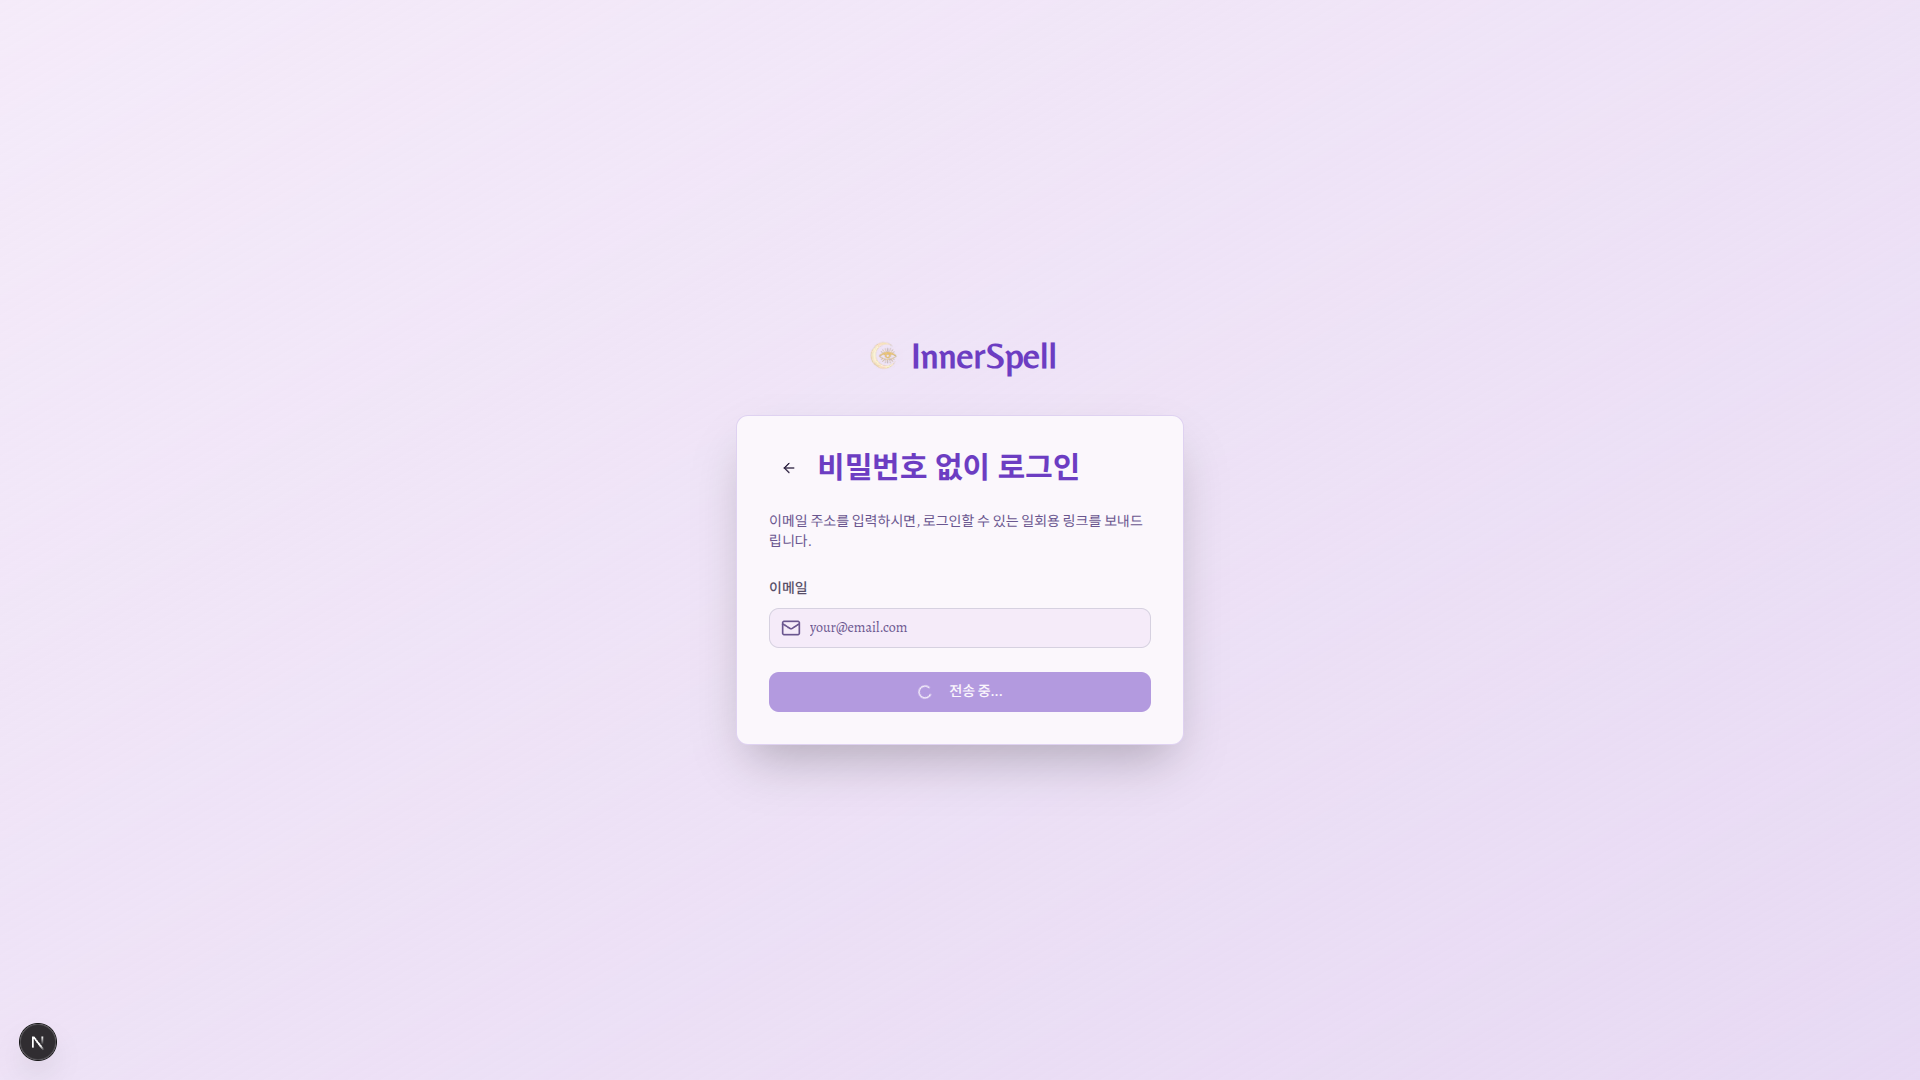 InnerSpell
비밀번호 없이 로그인
이메일 주소를 입력하시면, 로그인할 수 있는 일회용 링크를 보내드
립니다.
이메일
your@email.com
전송 중...
N